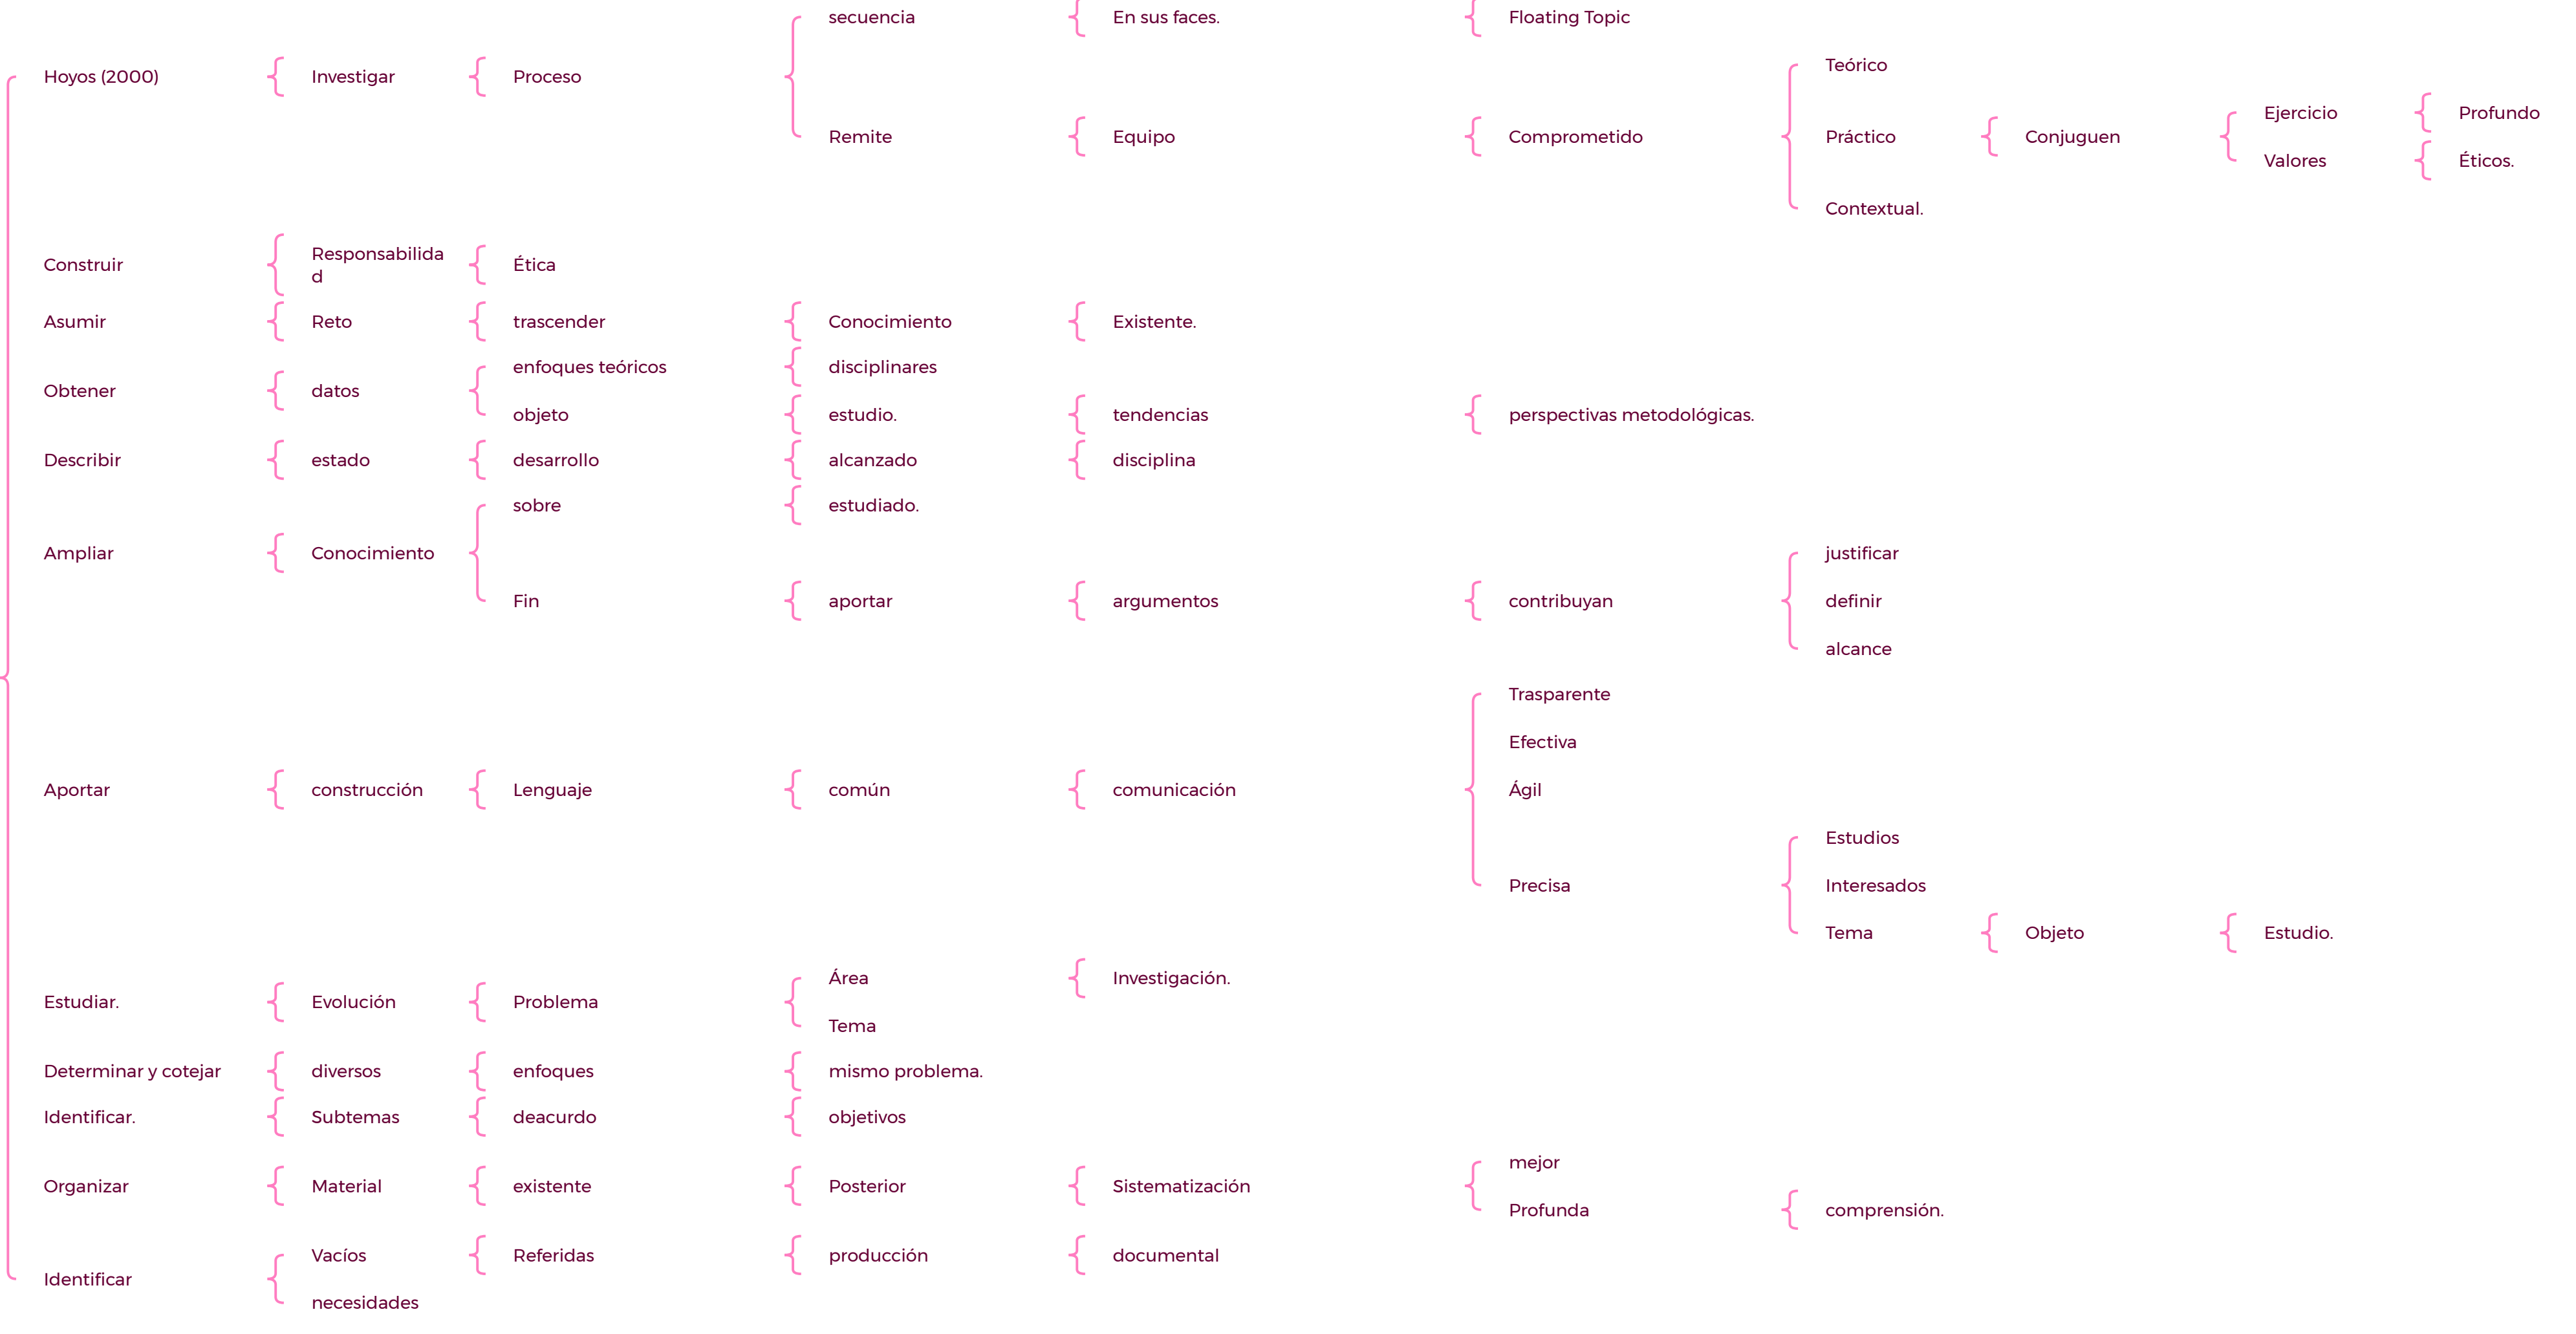 secuencia
En sus faces.
Floating Topic
Hoyos (2000)
Investigar
Proceso
Remite
Equipo
Comprometido
Teórico
Práctico
Contextual.
Conjuguen
Ejercicio
Profundo
Valores
Éticos.
Construir
Responsabilida
d
Ética
Asumir
Reto
trascender
Conocimiento
Existente.
Obtener
datos
enfoques teóricos
disciplinares
objeto
estudio.
tendencias
perspectivas metodológicas.
Describir
estado
desarrollo
alcanzado
disciplina
Ampliar
Conocimiento
sobre
estudiado.
Fin
aportar
argumentos
contribuyan
justificar
definir
alcance
Aportar
construcción
Lenguaje
común
comunicación
Trasparente
Efectiva
Ágil
Precisa
Estudios
Interesados
Tema
Objeto
Estudio.
Estudiar.
Evolución
Problema
Área
Investigación.
Tema
Determinar y cotejar
diversos
enfoques
mismo problema.
Identificar.
Subtemas
deacurdo
objetivos
Organizar
Material
existente
Posterior
Sistematización
mejor
Profunda
comprensión.
Identificar
Vacíos
Referidas
producción
documental
necesidades